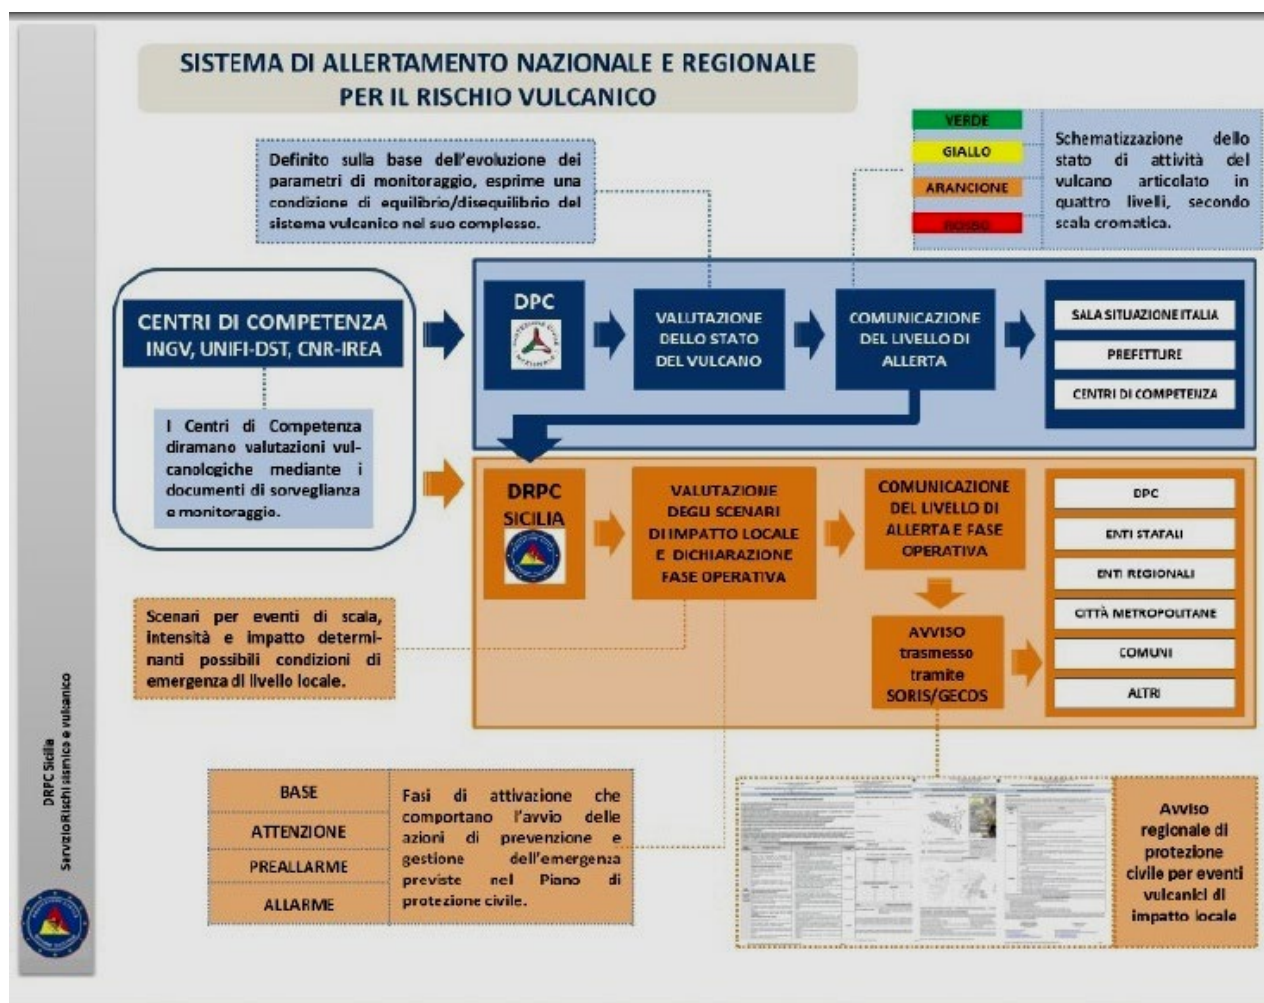 SISTEMA DI ALLERTAMENTO NAZIONALE E REGIONALE
PER IL RISCHIO VULCANICO
Definito sulla base dell'evoluzione dei
parametri di monitoraggio, esprime una
condizione di equilibrio/disequilibrio del
sistema vulcanico nel suo complesso.
VERDE
GIALLO
ARANCIONE
ROSSO
Schematizzazione dello
stato di attività del
vulcano articolato in
quattro livelli, secondo
scala cromatica.
CENTRI DI COMPETENZA
INGV, UNIFI-DST, CNR-IREA
I Centri di Competenza
diramano valutazioni vul-
canologiche mediante i
documenti di sorveglianza
e monitoraggio.
DPC
VALUTAZIONE
DELLO STATO
DEL VULCANO
COMUNICAZIONE
DEL LIVELLO DI
ALLERTA
SALA SITUAZIONE ITALIA
PREFETTURE
CENTRI DI COMPETENZA
DRPC
SICILIA
VALUTAZIONE
DEGLI SCENARI
DI IMPATTO LOCALE
E DICHIARAZIONE
FASE OPERATIVA
COMUNICAZIONE
DEL LIVELLO DI
ALLERTA E FASE
OPERATIVA
AVVISO
trasmesso
tramite
SORIS/GECOS
DPC
ENTI STATALI
ENTI REGIONALI
CITTÀ METROPOLITANE
COMUNI
ALTRI
Scenari per eventi di scala,
intensità e impatto determi-
nanti possibili condizioni di
emergenza di livello locale.
BASE
ATTENZIONE
PREALLARME
ALLARME
Fasi di attivazione che
comportano l'avvio delle
azioni di prevenzione e
gestione dell'emergenza
previste nel Piano di
protezione civile.
Avviso
regionale di
protezione
civile per eventi
vulcanici di
impatto locale
DRPC Sicilia
Servizio Rischi sismico e vulcanico